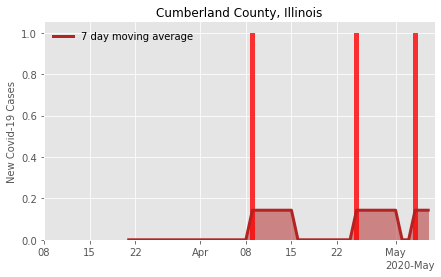 Cumberland County, Illinois
7 day moving average
New Covid-19 Cases
1.0
0.8
0.6
0.4
0.2
0.0
08 15 22 Apr 08 15 22 May
2020-May